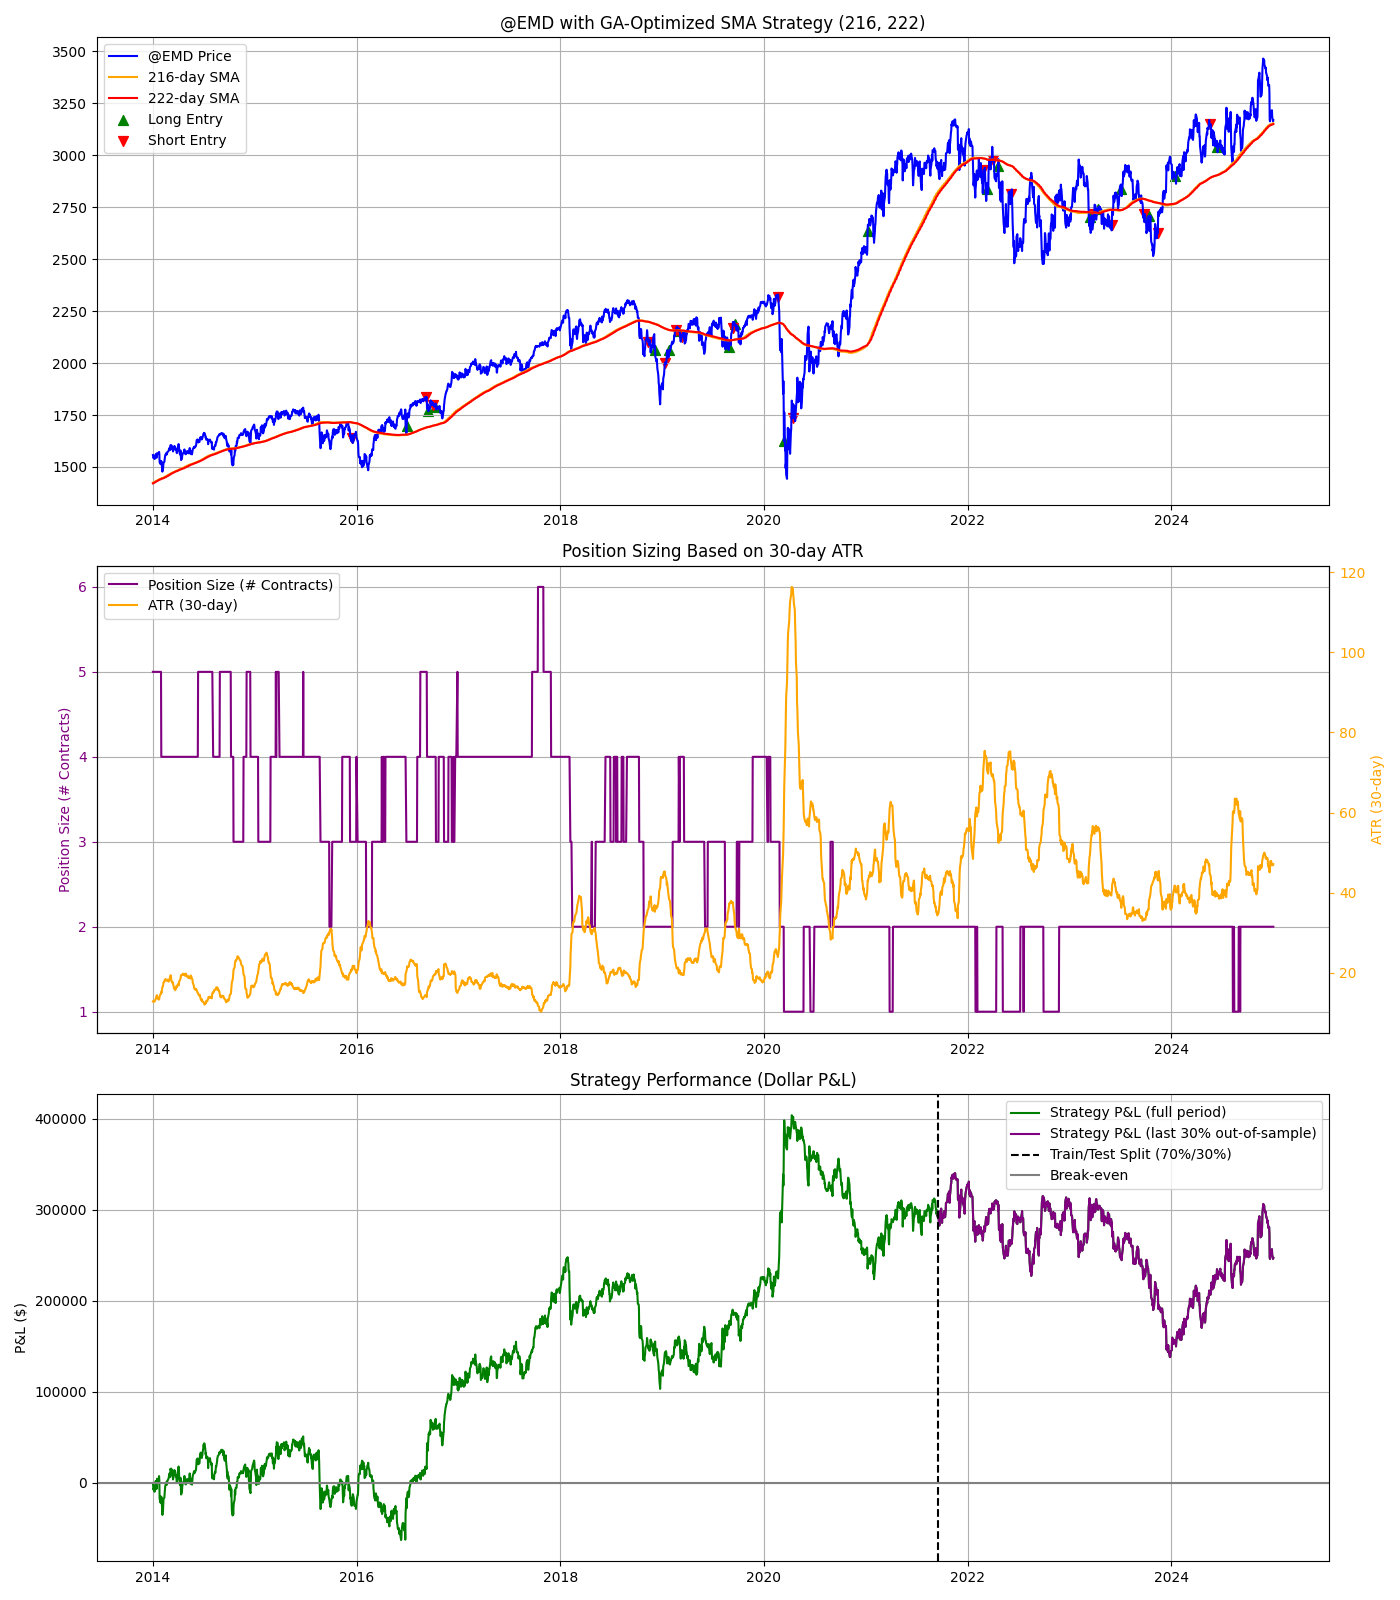 @EMD with GA-Optimized SMA Strategy (216, 222)
@EMD Price
216-day SMA
222-day SMA
Long Entry
Short Entry
3500
3250
3000
2750
2500
2250
2000
1750
1500
2014 2016 2018 2020 2022 2024
Position Sizing Based on 30-day ATR
Position Size (# Contracts)
ATR (30-day)
Position Size (# Contracts)
6
5
4
3
2
1
120
100
80
60
40
20
ATR (30-day)
2014 2016 2018 2020 2022 2024
Strategy Performance (Dollar P&L)
Strategy P&L (full period)
Strategy P&L (last 30% out-of-sample)
Train/Test Split (70%/30%)
Break-even
P&L ($)
400000
300000
200000
100000
0
2014 2016 2018 2020 2022 2024